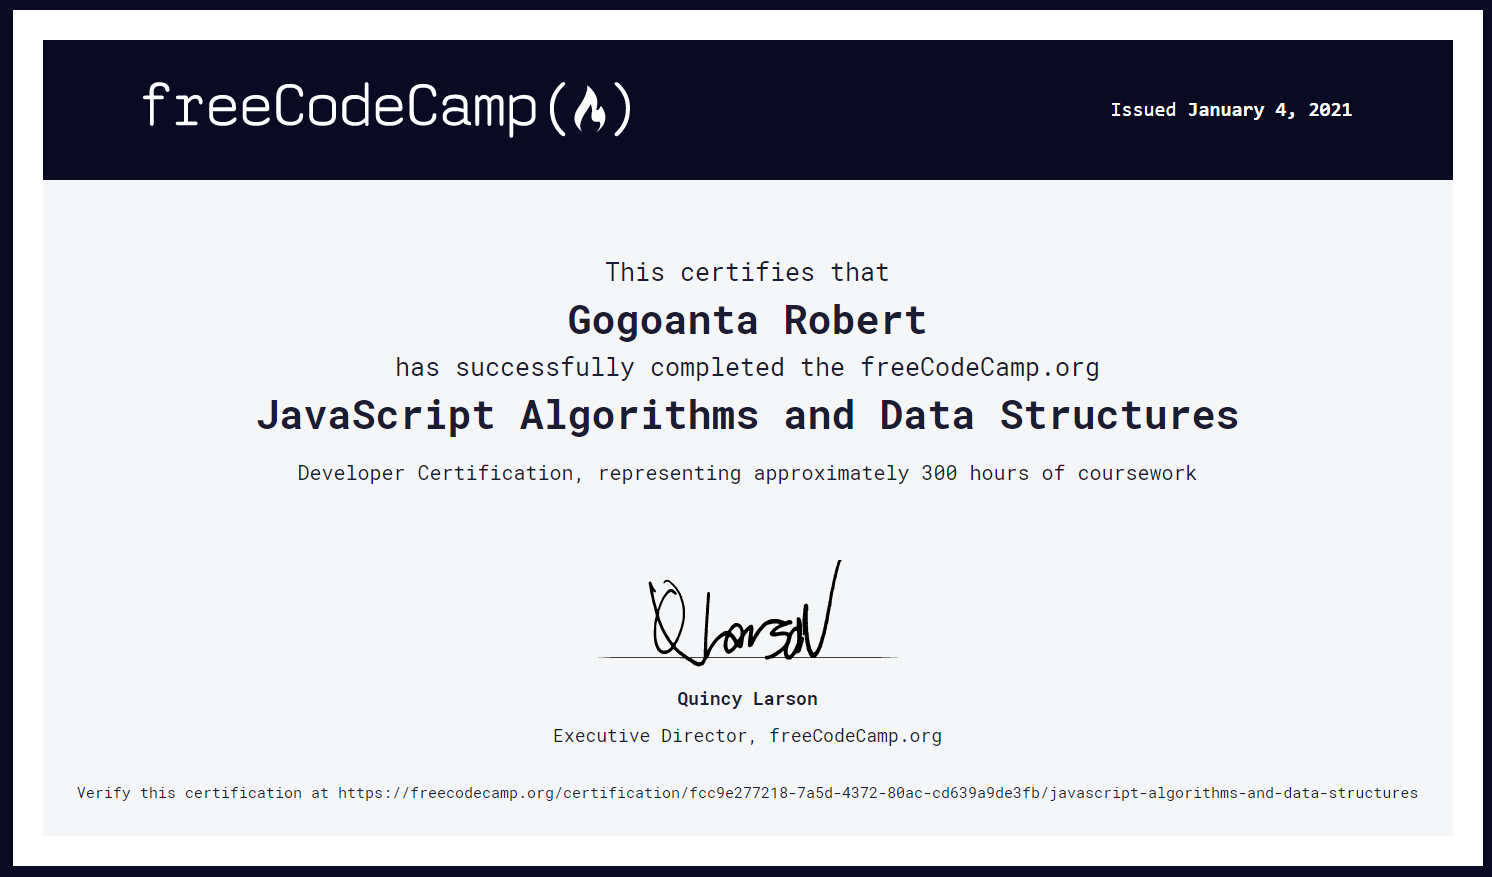 freeCodeCamp(🔥)
Issued January 4, 2021
This certifies that
Gogoanta Robert
has successfully completed the freeCodeCamp.org
JavaScript Algorithms and Data Structures
Developer Certification, representing approximately 300 hours of coursework
Q Larson
Quincy Larson
Executive Director, freeCodeCamp.org
Verify this certification at https://freecodecamp.org/certification/fcc9e277218-7a5d-4372-80ac-cd639a9de3fb/javascript-algorithms-and-data-structures